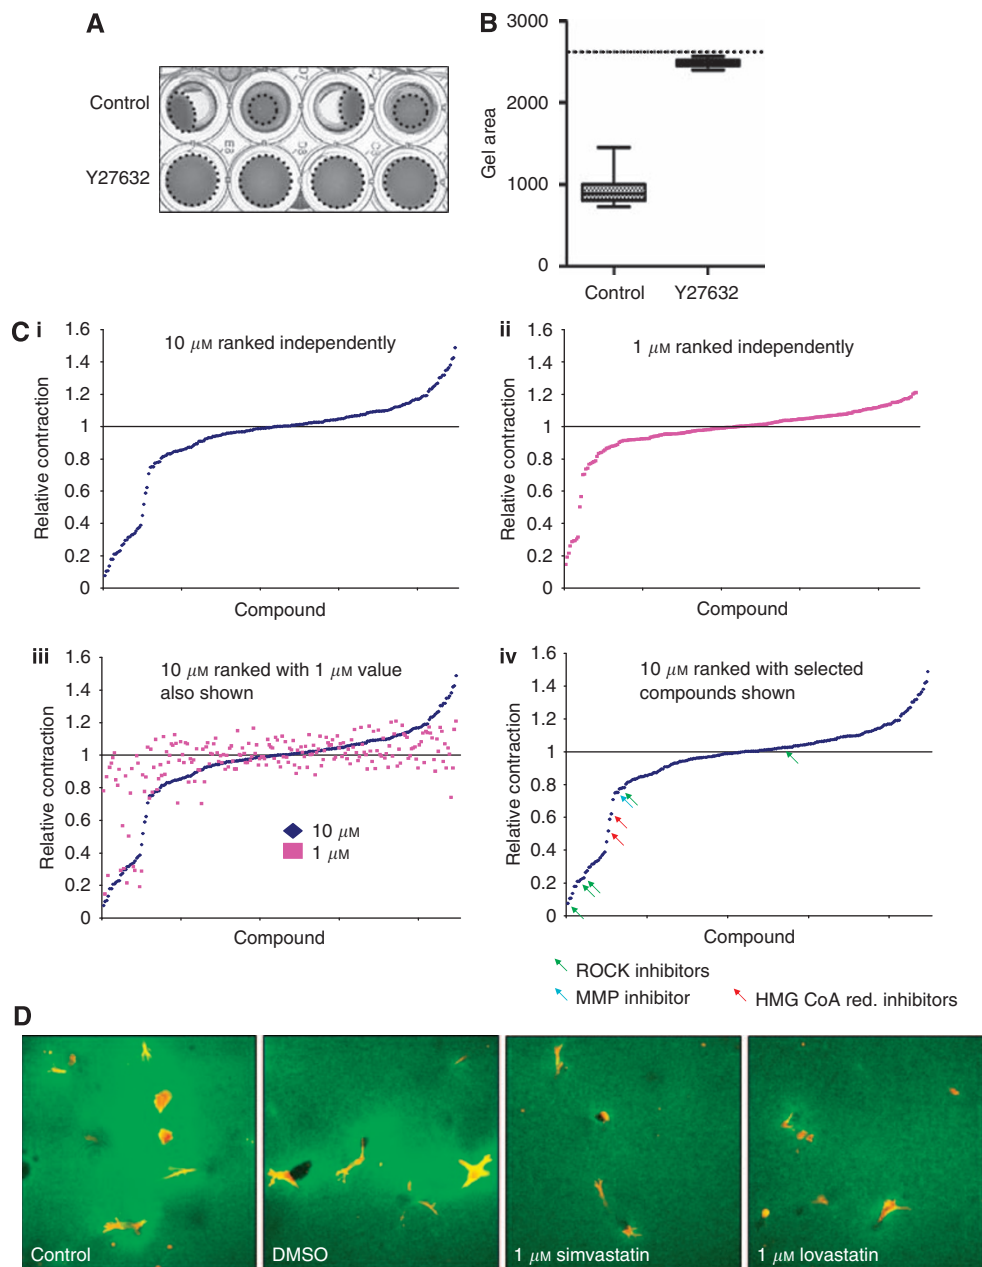 A
Control
Y27632
B
3000
2000
1000
0
Gel area
Control
Y27632
C i
1.6
1.4
1.2
1
0.8
0.6
0.4
0.2
0
Relative contraction
10 μM ranked independently
Compound
ii
1.6
1.4
1.2
1
0.8
0.6
0.4
0.2
0
Relative contraction
1 μM ranked independently
Compound
iii
1.6
1.4
1.2
1
0.8
0.6
0.4
0.2
0
Relative contraction
10 μM ranked with 1 μM value
also shown
10 μM
1 μM
Compound
iv
1.6
1.4
1.2
1
0.8
0.6
0.4
0.2
0
Relative contraction
10 μM ranked with selected
compounds shown
Compound
ROCK inhibitors
MMP inhibitor
HMG CoA red. inhibitors
D
Control
DMSO
1 μM simvastatin
1 μM lovastatin